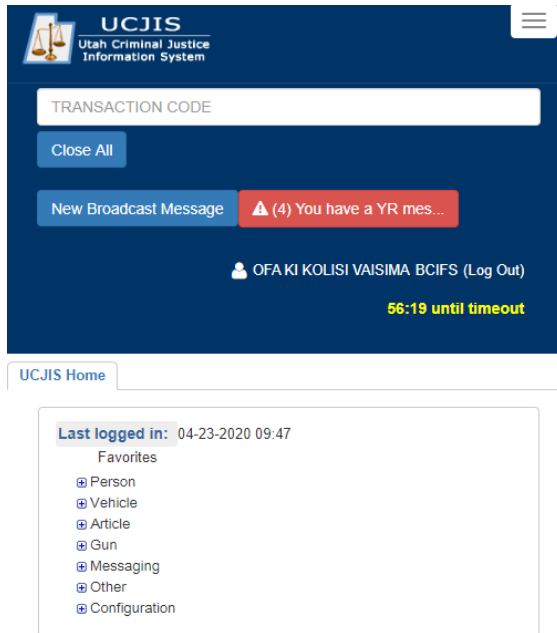 UCJIS
Utah Criminal Justice
Information System
TRANSACTION CODE
Close All
New Broadcast Message
(4) You have a YR mes...
OFA KI KOLISI VAISIMA BCIFS (Log Out)
56:19 until timeout
UCJIS Home
Last logged in: 04-23-2020 09:47
Favorites
Person
Vehicle
Article
Gun
Messaging
Other
Configuration